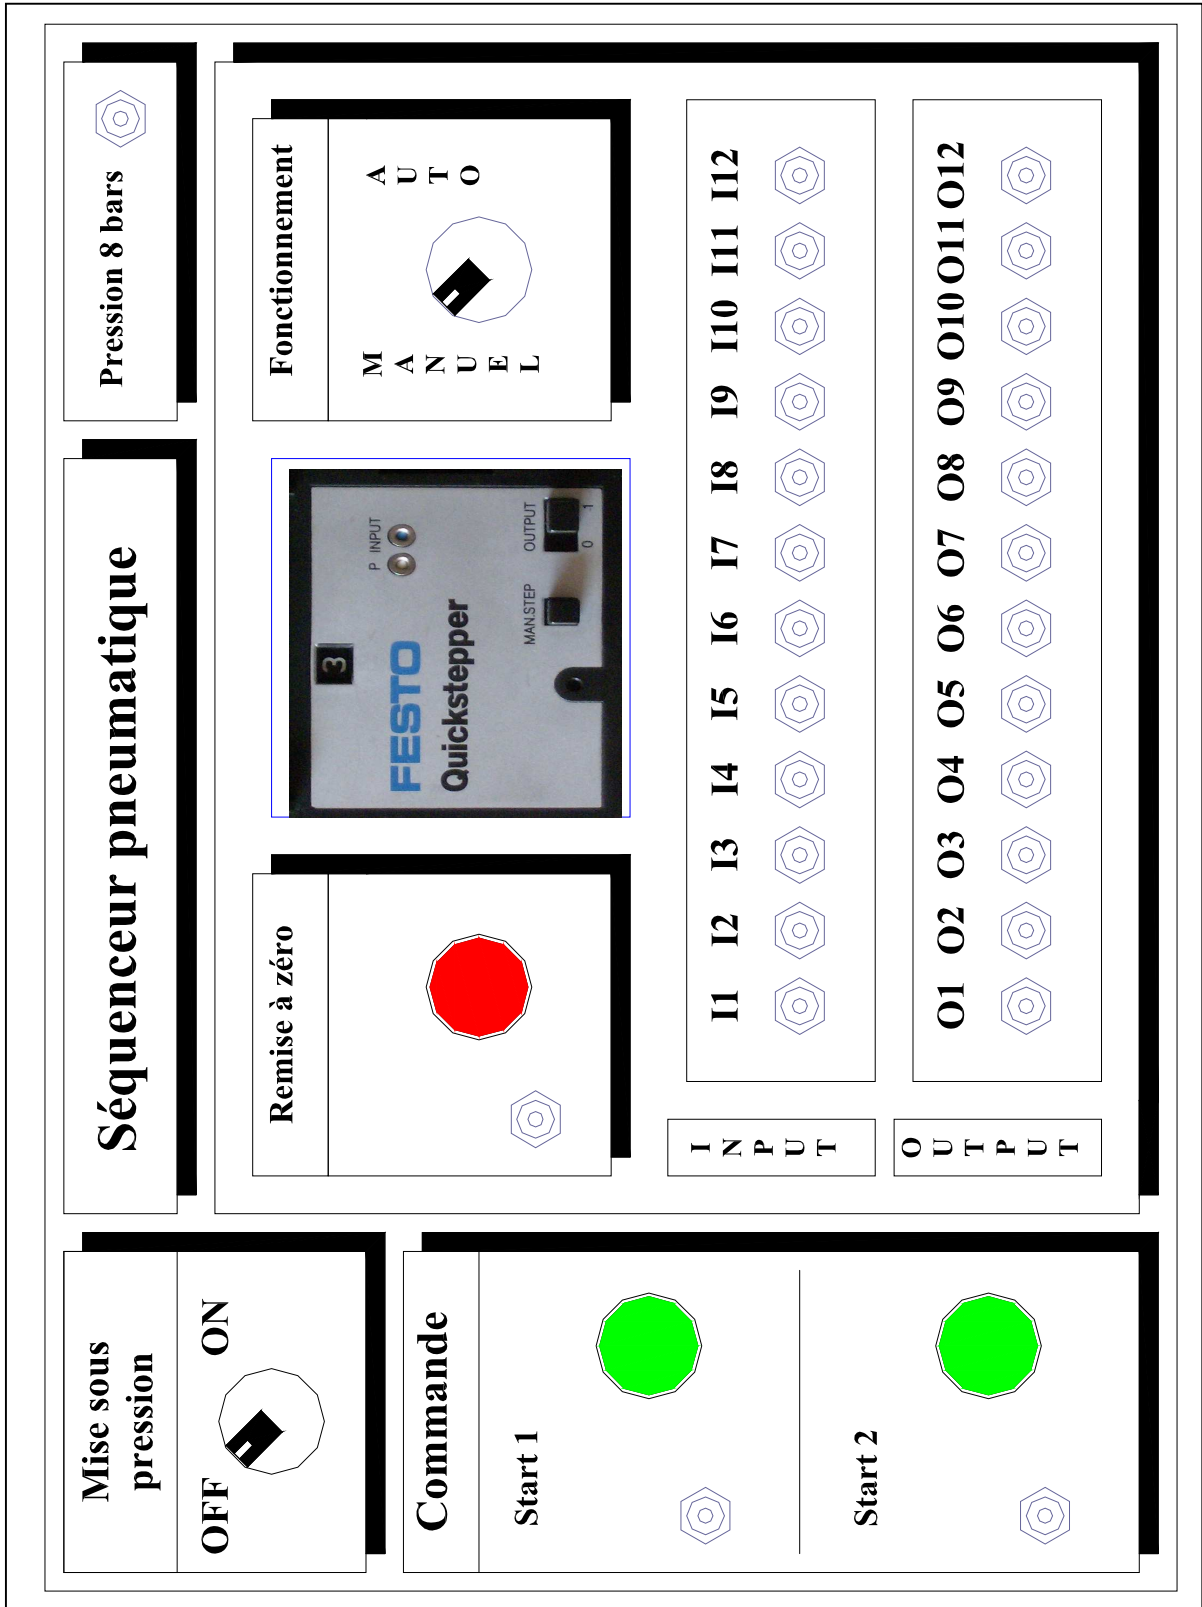 Mise sous
pression
OFF ON
Séquenceur pneumatique
Pression 8 bars
Commande
Start 1
Start 2
Remise à zéro
3
P INPUT
FESTO
Quickstepper
MAN.STEP
OUTPUT
0 1
Fonctionnement
MANUEL
AUTO
INPUT
I1 I2 I3 I4 I5 I6 I7 I8 I9 I10 I11 I12
OUTPUT
O1 O2 O3 O4 O5 O6 O7 O8 O9 O10 O11 O12